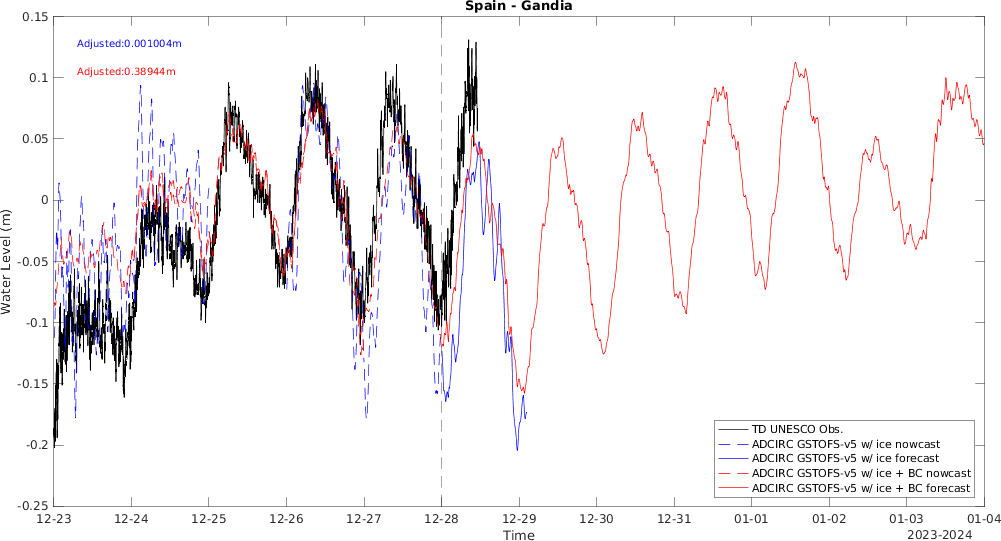 Spain - Gandia
Adjusted:0.001004m
Adjusted:0.38944m
Water Level (m)
0.15
0.1
0.05
0
-0.05
-0.1
-0.15
-0.2
-0.25
TD UNESCO Obs.
ADCIRC GSTOFS-v5 w/ ice nowcast
ADCIRC GSTOFS-v5 w/ ice forecast
ADCIRC GSTOFS-v5 w/ ice + BC nowcast
ADCIRC GSTOFS-v5 w/ ice + BC forecast
12-23 12-24 12-25 12-26 12-27 12-28 12-29 12-30 12-31 01-01 01-02 01-03 01-04
Time
2023-2024